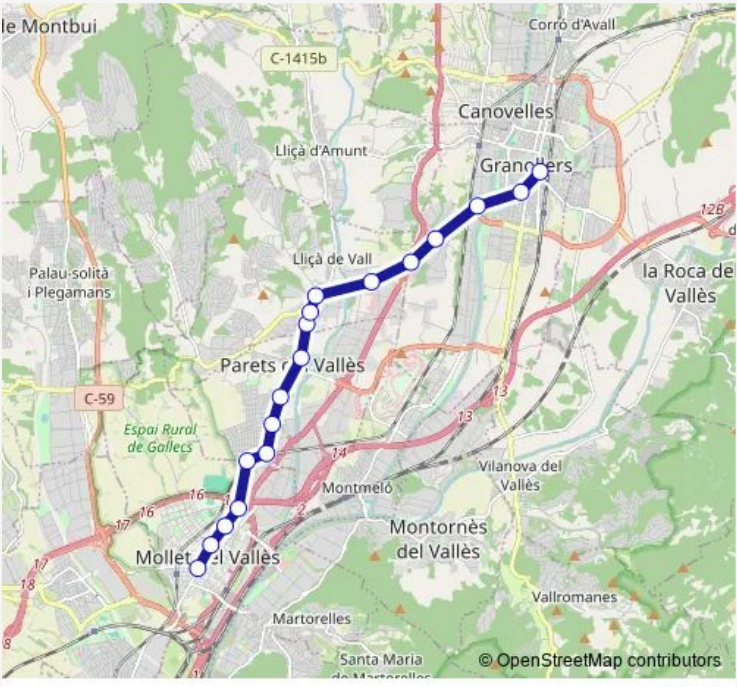 le Montbui
Corró d'Avall
C-1415b
Canovelles
Lliçà d'Amunt
Granollers
12B
Lliçà de Vall
Palau-solità
i Plegamans
la Roca de
Vallès
Parets Vallès
C-59
13
13
Espai Rural
de Gallecs
14
16
16
Vilanova del
Vallès
Montmeló
2
17
Montornès
del Vallès
Mollet del Vallès
17
18
Vallromanes
Martorelles
8
Santa Maria
de Martorelles
© OpenStreetMap contributors